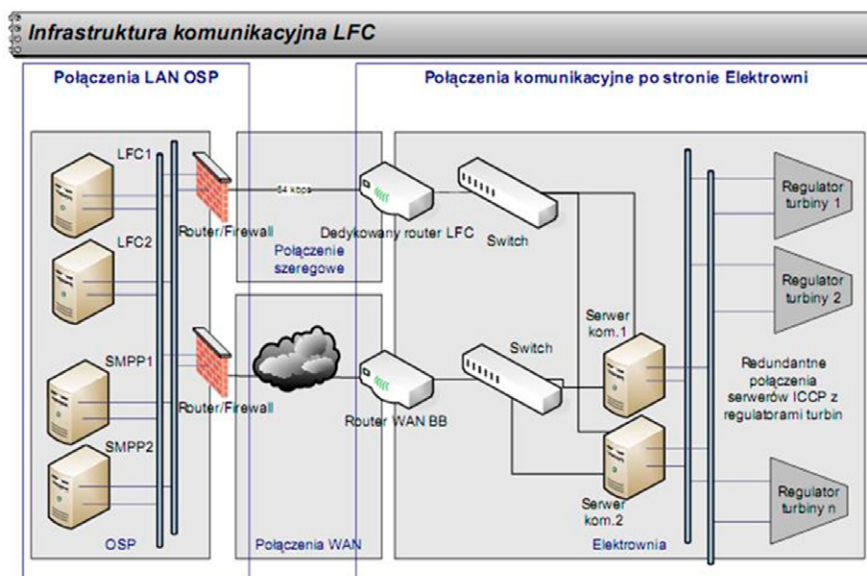 Infrastruktura komunikacyjna LFC
Połączenia LAN OSP
Połączenia komunikacyjne po stronie Elektrowni
LFC1
LFC2
SMPP1
SMPP2
OSP
Router/Firewall
64 kbps
Połączenie
szeregowe
Router/Firewall
Połączenia WAN
Dedykowany router LFC
Switch
Router WAN BB
Switch
Serwer
kom.1
Serwer
kom.2
Regulator
turbiny 1
Regulator
turbiny 2
Redundantne
połączenia
serwerów ICCP z
regulatorami turbin
Regulator
turbiny n
Elektrownia